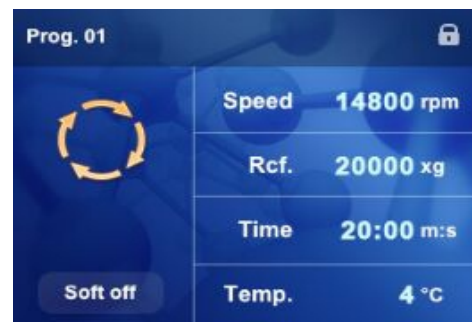 Prog. 01
Speed 14800 rpm
Rcf. 20000 xg
Time 20:00 m:s
Soft off
Temp. 4 °C